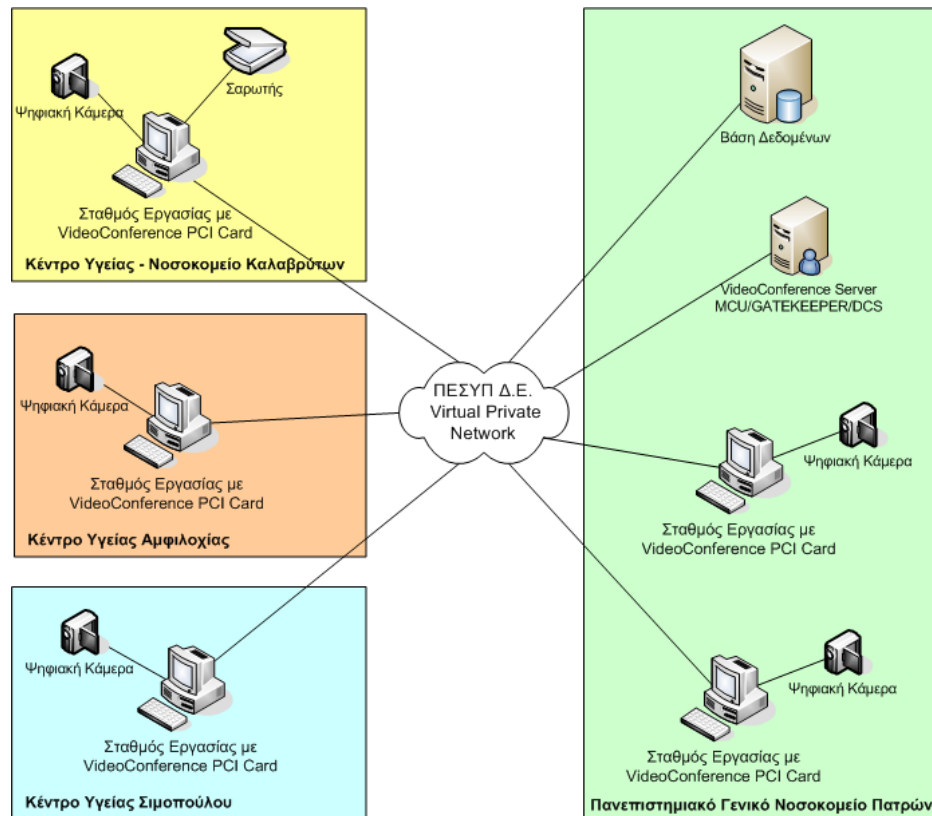 Ψηφιακή Κάμερα
Σαρωτής
Σταθμός Εργασίας με
VideoConference PCI Card
Κέντρο Υγείας - Νοσοκομείο Καλαβρύτων
Ψηφιακή Κάμερα
Σταθμός Εργασίας με
VideoConference PCI Card
Κέντρο Υγείας Αμφιλοχίας
Ψηφιακή Κάμερα
Σταθμός Εργασίας με
VideoConference PCI Card
Κέντρο Υγείας Σιμοπούλου
ΠΕΣΥΠ Δ.Ε.
Virtual Private
Network
Βάση Δεδομένων
VideoConference Server
MCU/GATEKEEPER/DCS
Ψηφιακή Κάμερα
Σταθμός Εργασίας με
VideoConference PCI Card
Ψηφιακή Κάμερα
Σταθμός Εργασίας με
VideoConference PCI Card
Πανεπιστημιακό Γενικό Νοσοκομείο Πατρών